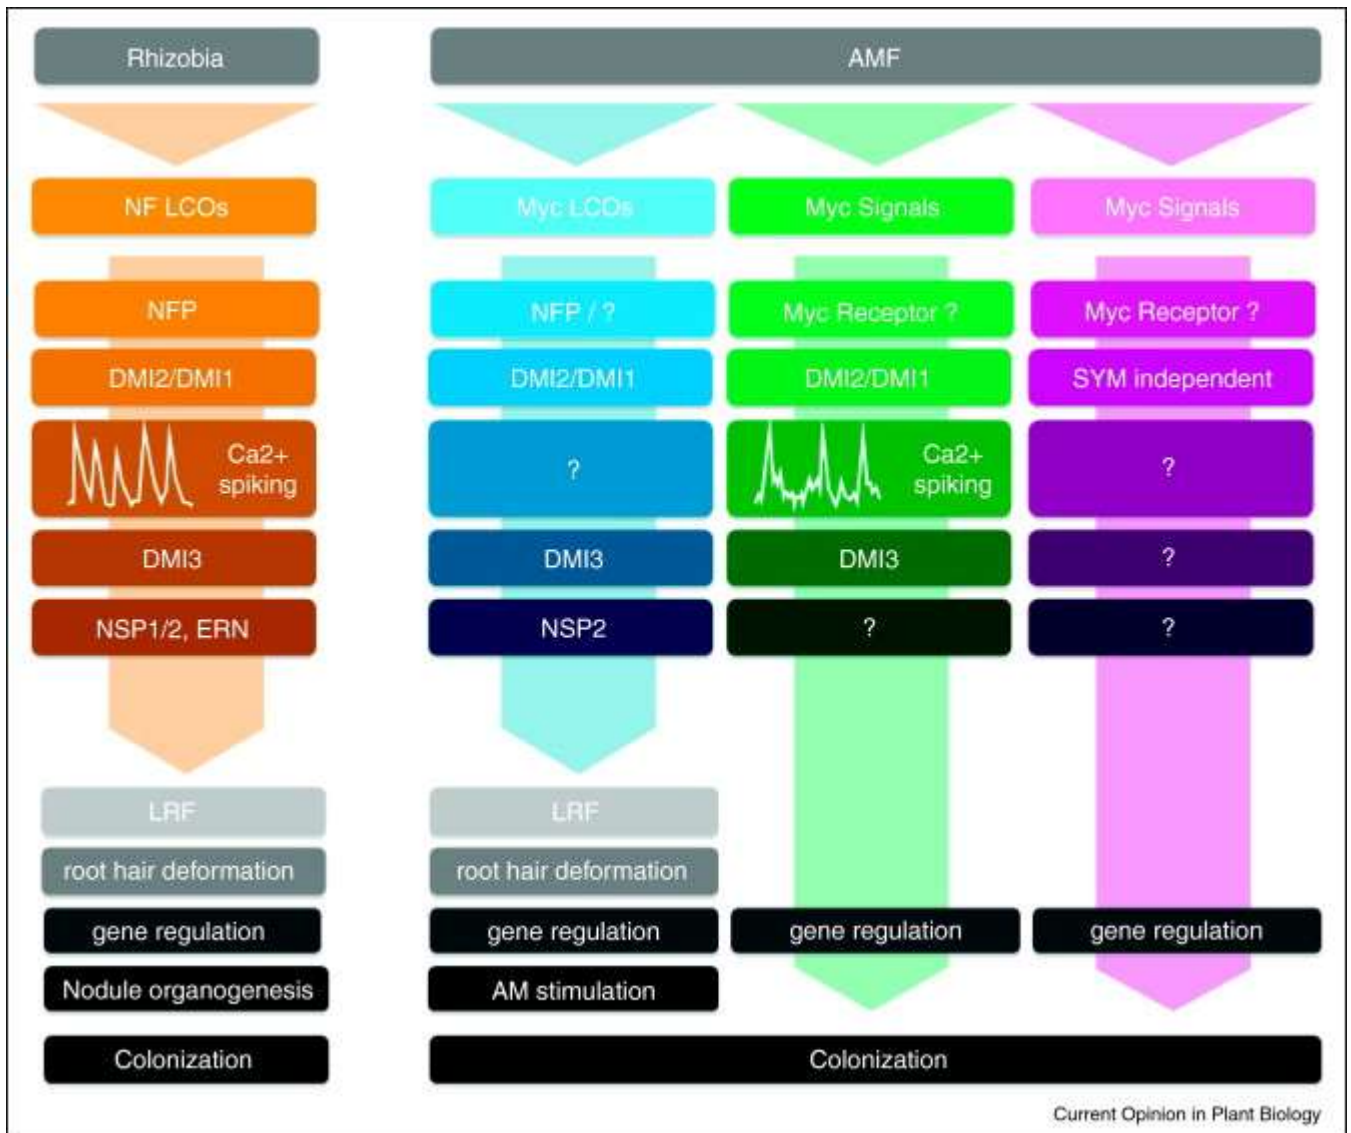 Rhizobia
AMF
NF LCOs
Myc LCOs
Myc Signals
Myc Signals
NFP
NFP / ?
Myc Receptor ?
Myc Receptor ?
DMI2/DMI1
DMI2/DMI1
DMI2/DMI1
SYM independent
Ca2+
spiking
?
Ca2+
spiking
?
DMI3
DMI3
DMI3
?
NSP1/2, ERN
NSP2
?
?
LRF
LRF
root hair deformation
root hair deformation
gene regulation
gene regulation
gene regulation
gene regulation
Nodule organogenesis
AM stimulation
Colonization
Colonization
Current Opinion in Plant Biology